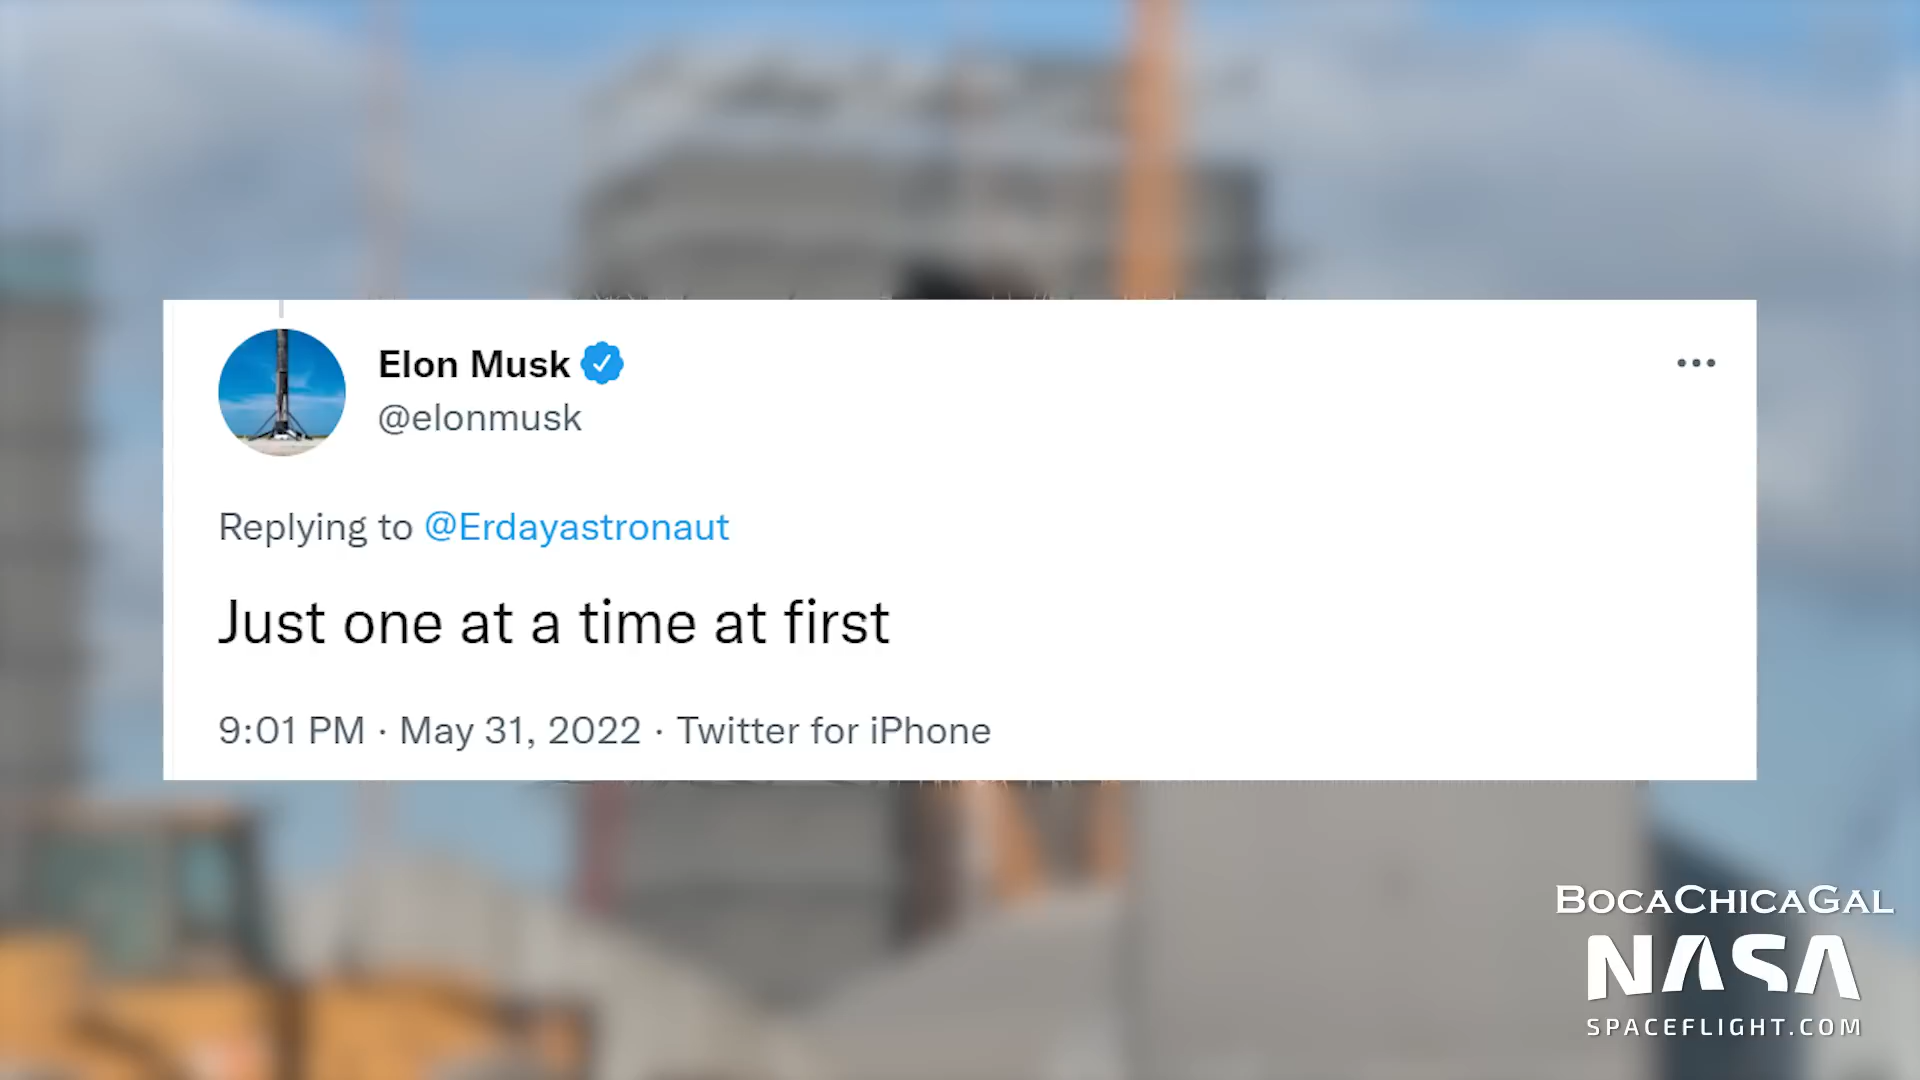 Elon Musk
@elonmusk
Replying to @Erdayastronaut
Just one at a time at first
9:01 PM · May 31, 2022 · Twitter for iPhone
BOCACHICAGAL
NASA
SPACEFLIGHT.COM